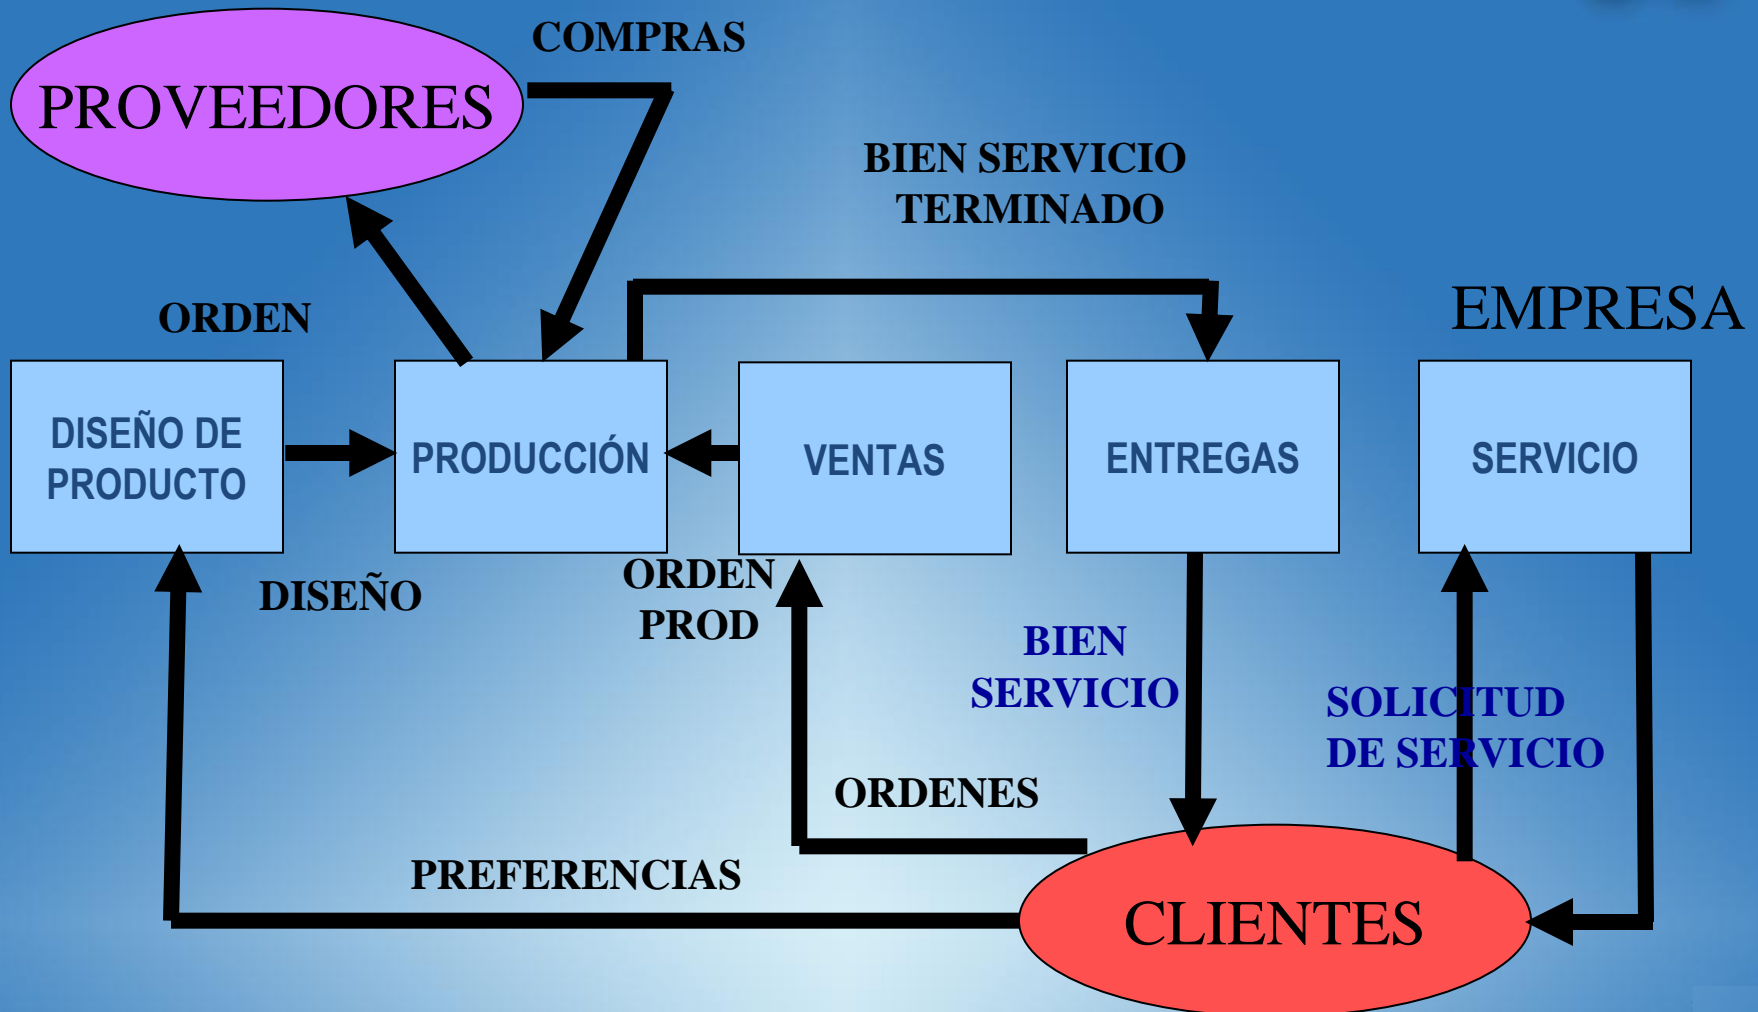 COMPRAS
PROVEEDORES
BIEN SERVICIO
TERMINADO
ORDEN
EMPRESA
DISEÑO DE
PRODUCTO
PRODUCCIÓN
VENTAS
ENTREGAS
SERVICIO
DISEÑO
ORDEN
PROD
BIEN
SERVICIO
SOLICITUD
DE SERVICIO
ORDENES
PREFERENCIAS
CLIENTES